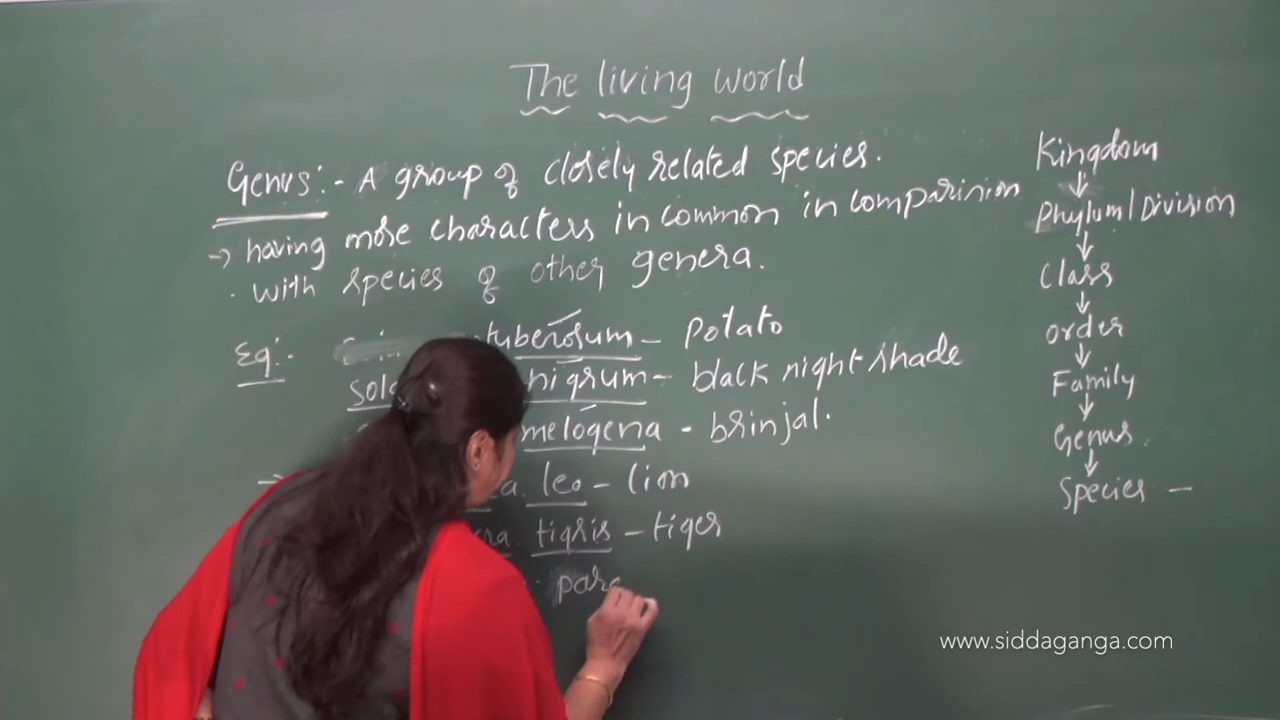 The living world
Genus:- A group of closely related species.
→ having more characters in common in comparinion
with species of other genera.
Eg:- tuberosum - potato
nigrum - black night shade
melogena - brinjal.
leo - lion
tigris - tiger
Kingdom
↓
Phylum/Division
↓
Class
↓
order
↓
Family
↓
Genus
↓
Species -
www.siddaganga.com